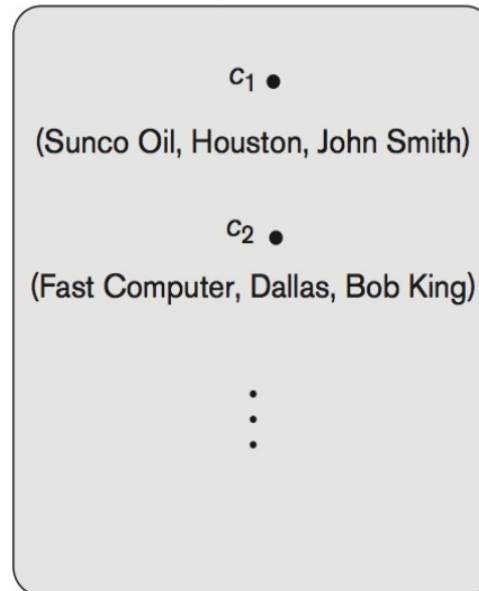 c₁ •
(Sunco Oil, Houston, John Smith)
c₂ •
(Fast Computer, Dallas, Bob King)